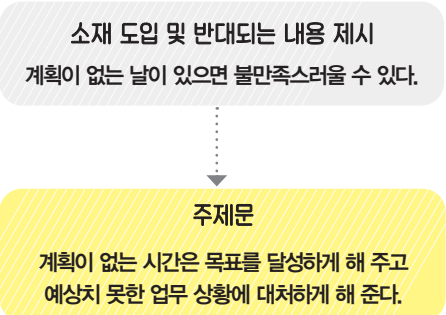 소재 도입 및 반대되는 내용 제시
계획이 없는 날이 있으면 불만족스러울 수 있다.
주제문
계획이 없는 시간은 목표를 달성하게 해 주고
예상치 못한 업무 상황에 대처하게 해 준다.